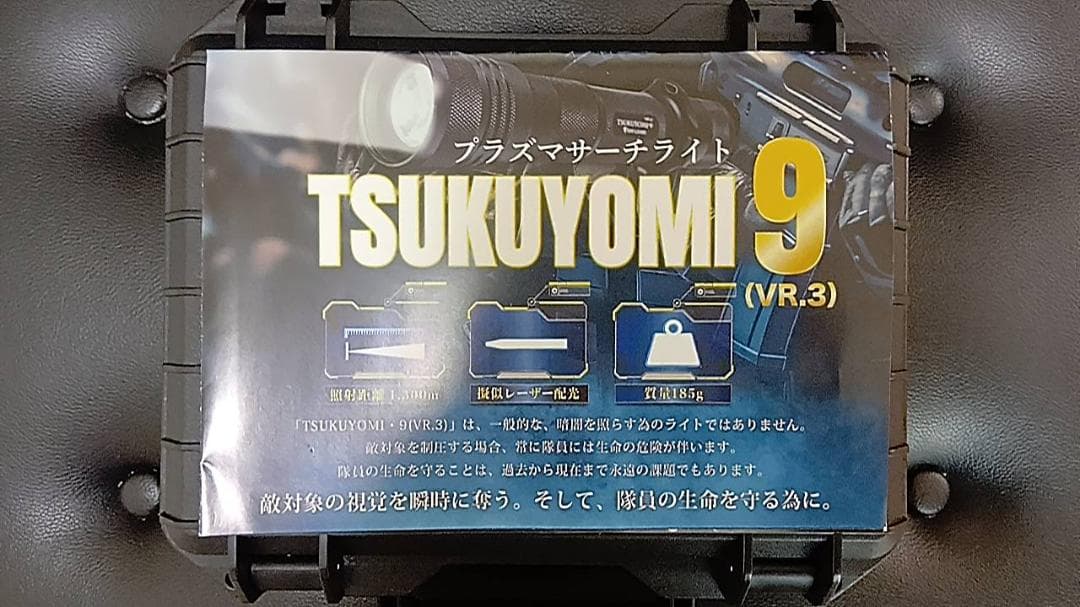 プラズマサーチライト
TSUKUYOMI 9
(VR.3)
照射距離 1,300m
擬似レーザー配光
質量185g
「TSUKUYOMI・9(VR.3)」は、一般的な、暗闇を照らす為のライトではありません。
敵対象を制圧する場合、常に隊員には生命の危険が伴います。
隊員の生命を守ることは、過去から現在まで永遠の課題でもあります。
敵対象の視覚を瞬時に奪う。そして、隊員の生命を守る為に。